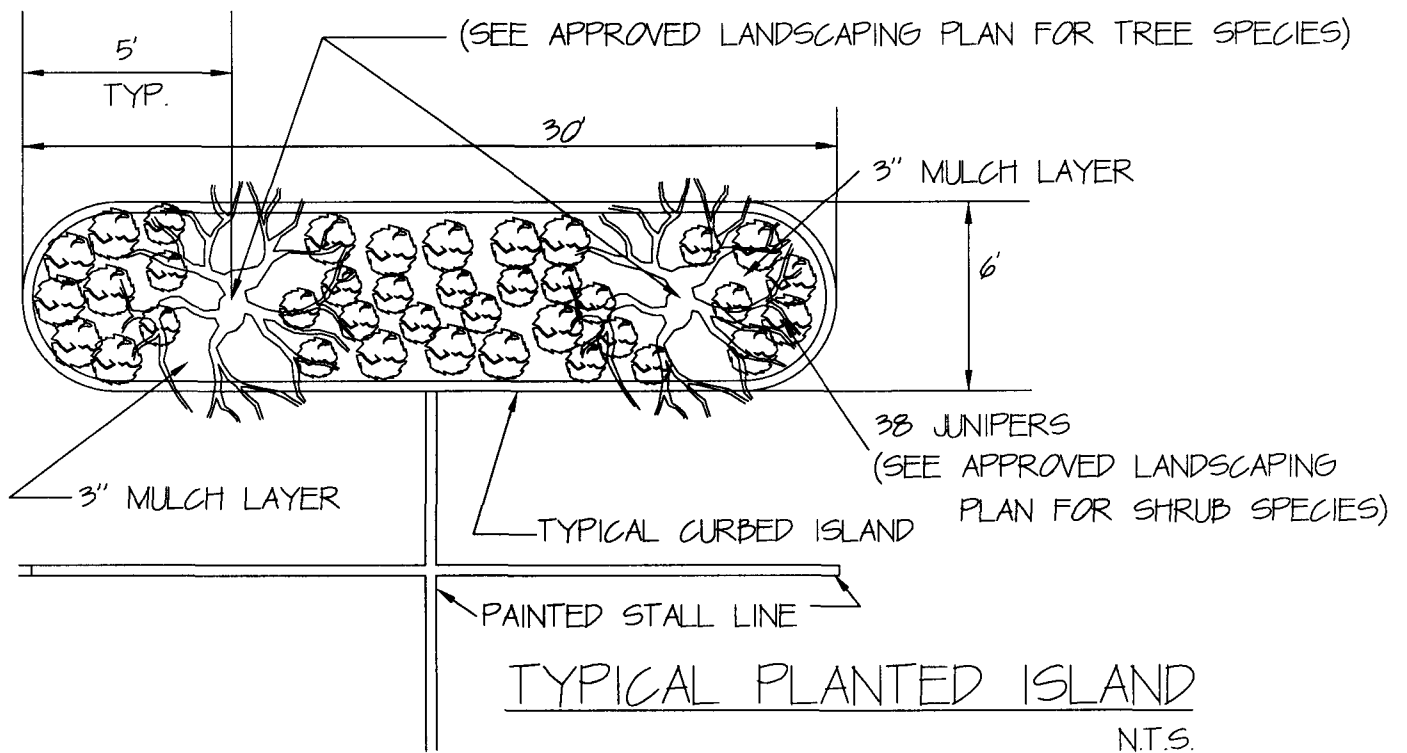 (SEE APPROVED LANDSCAPING PLAN FOR TREE SPECIES)
5'
TYP.
30'
3" MULCH LAYER
6'
38 JUNIPERS
(SEE APPROVED LANDSCAPING
PLAN FOR SHRUB SPECIES)
3" MULCH LAYER
TYPICAL CURBED ISLAND
PAINTED STALL LINE
TYPICAL PLANTED ISLAND
N.T.S.